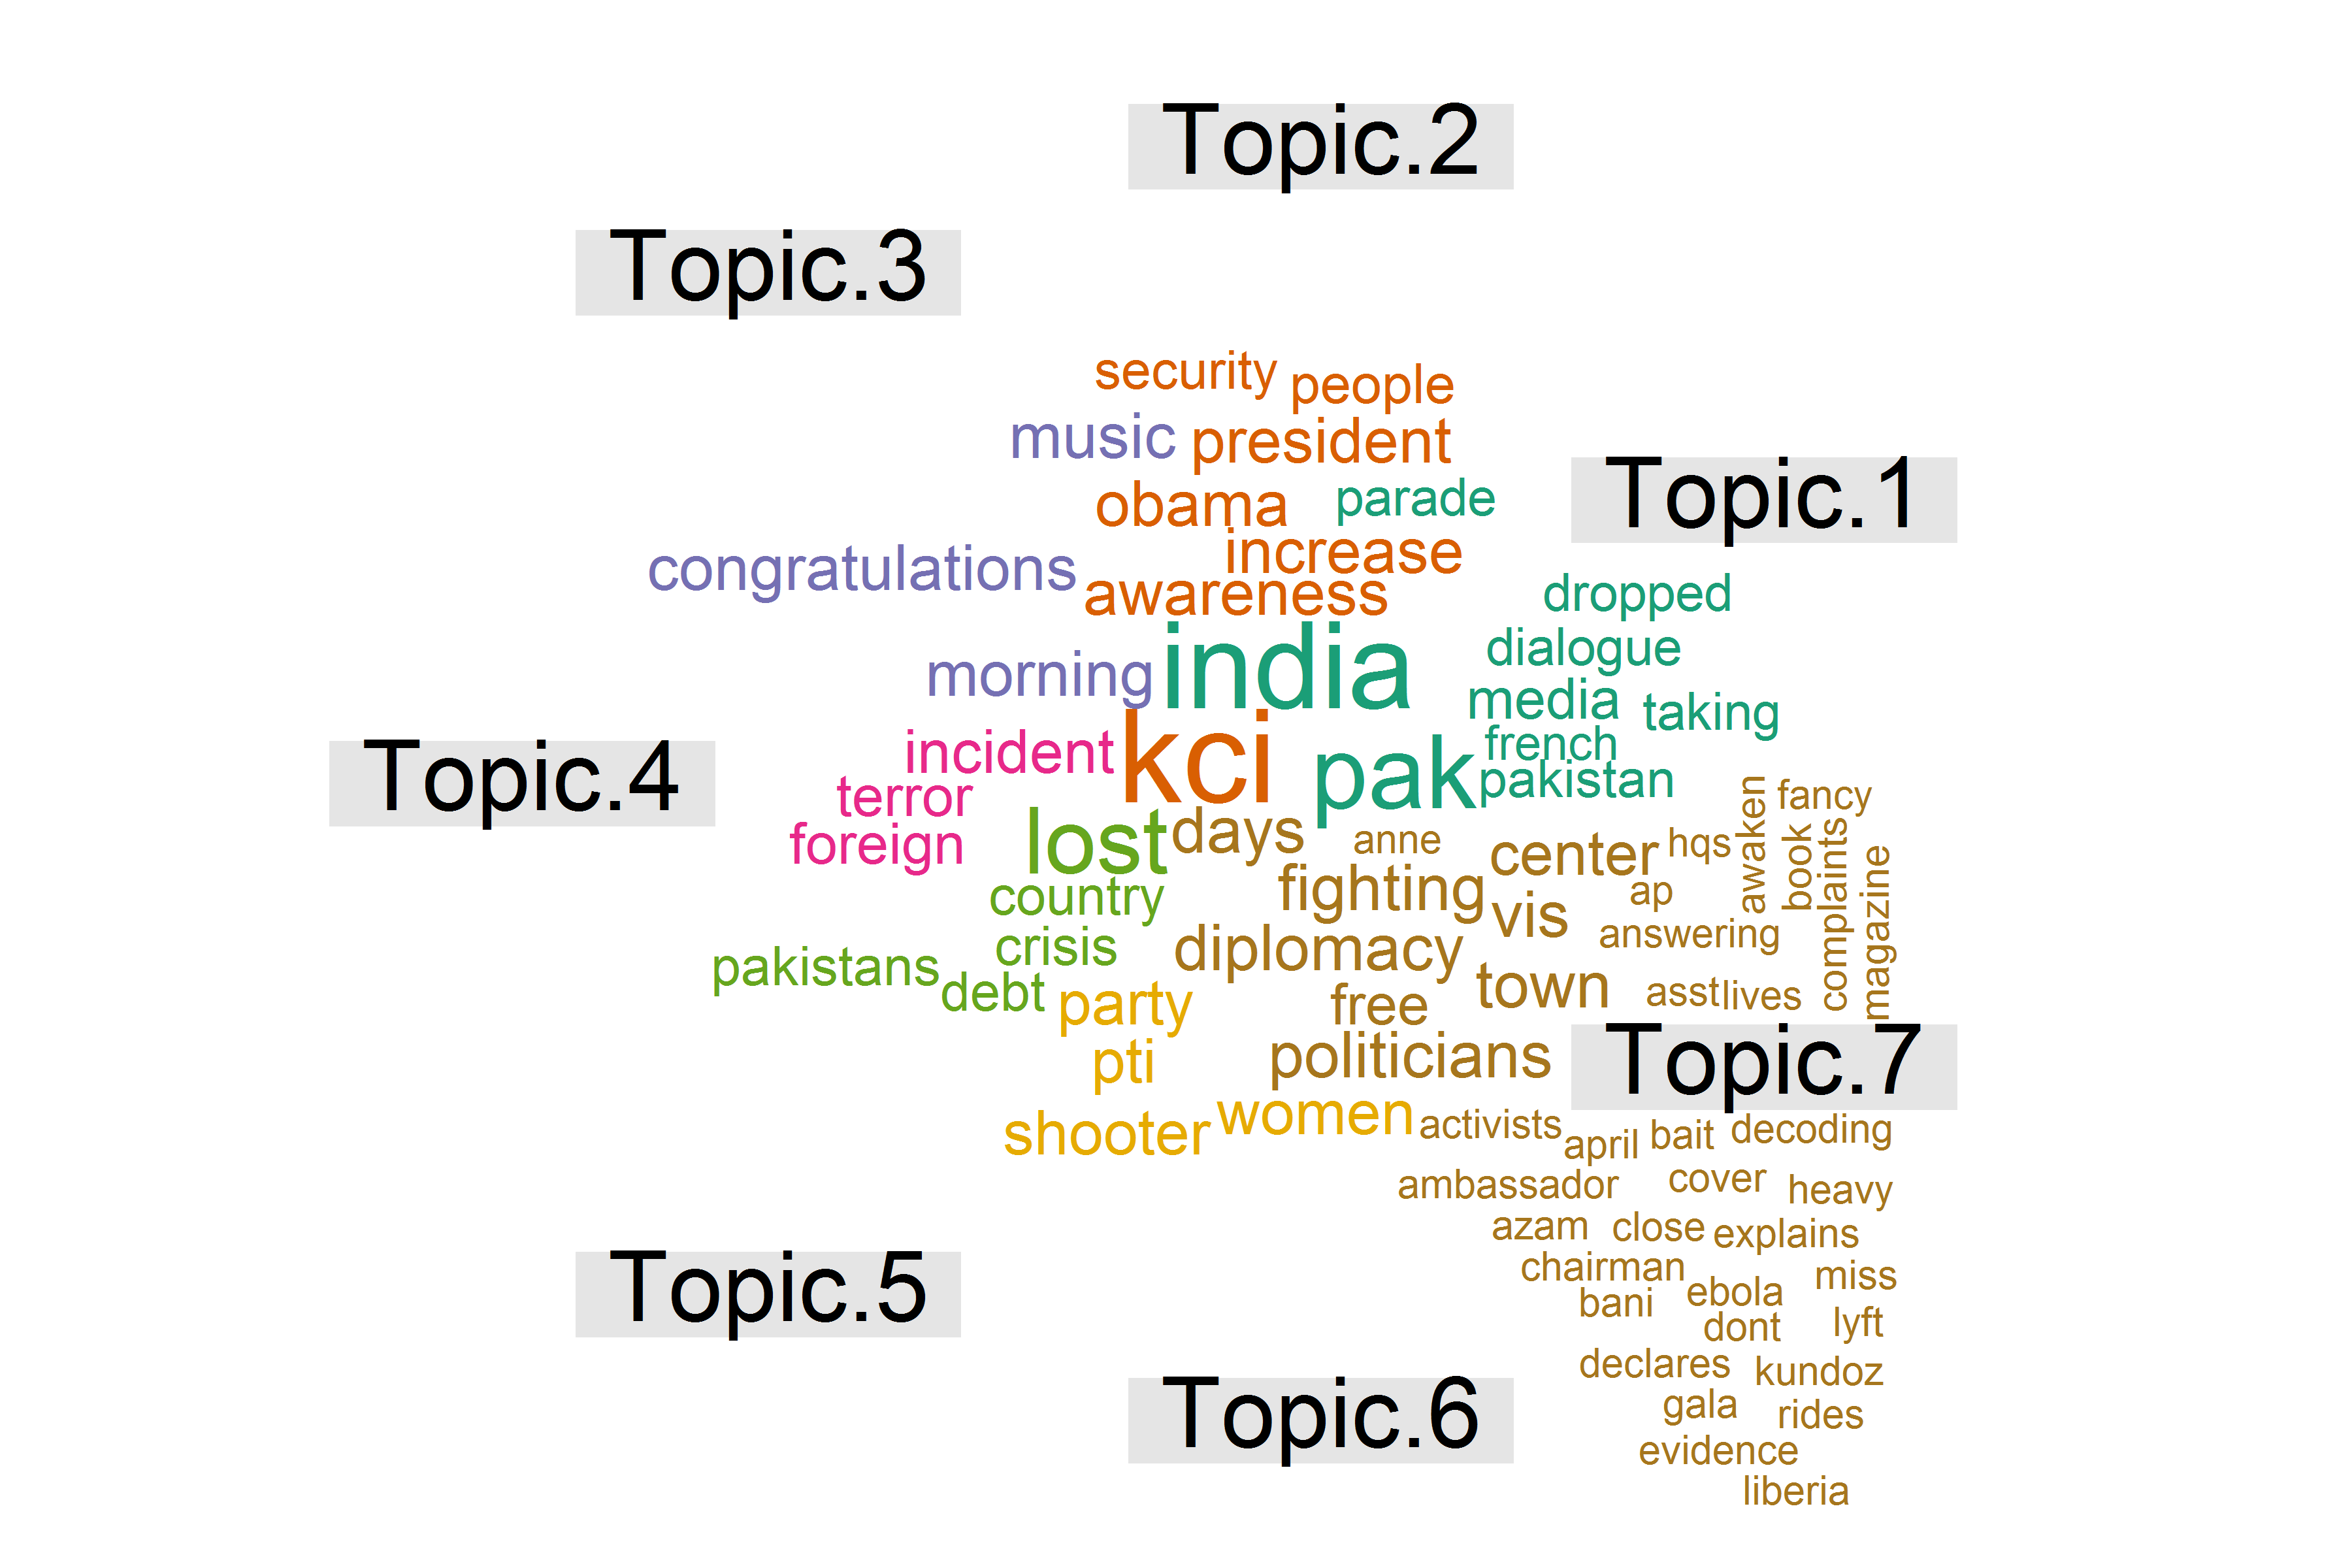 Topic.2
Topic.3
security people
music president
obama parade
Topic.1
increase
congratulations awareness dropped
india dialogue
morning media taking
incident kci pak french
Topic.4 terror pakistan
foreign lost days anne center hqs awaken fancy
book complaints magazine
country fighting vis ap
answering
pakistans crisis diplomacy
debt party free town asst lives
pti politicians Topic.7
shooter women activists april bait decoding
ambassador cover heavy
azam close explains
chairman miss
Topic.5 bani ebola
dont lyft
declares kundoz
Topic.6 gala rides
evidence
liberia